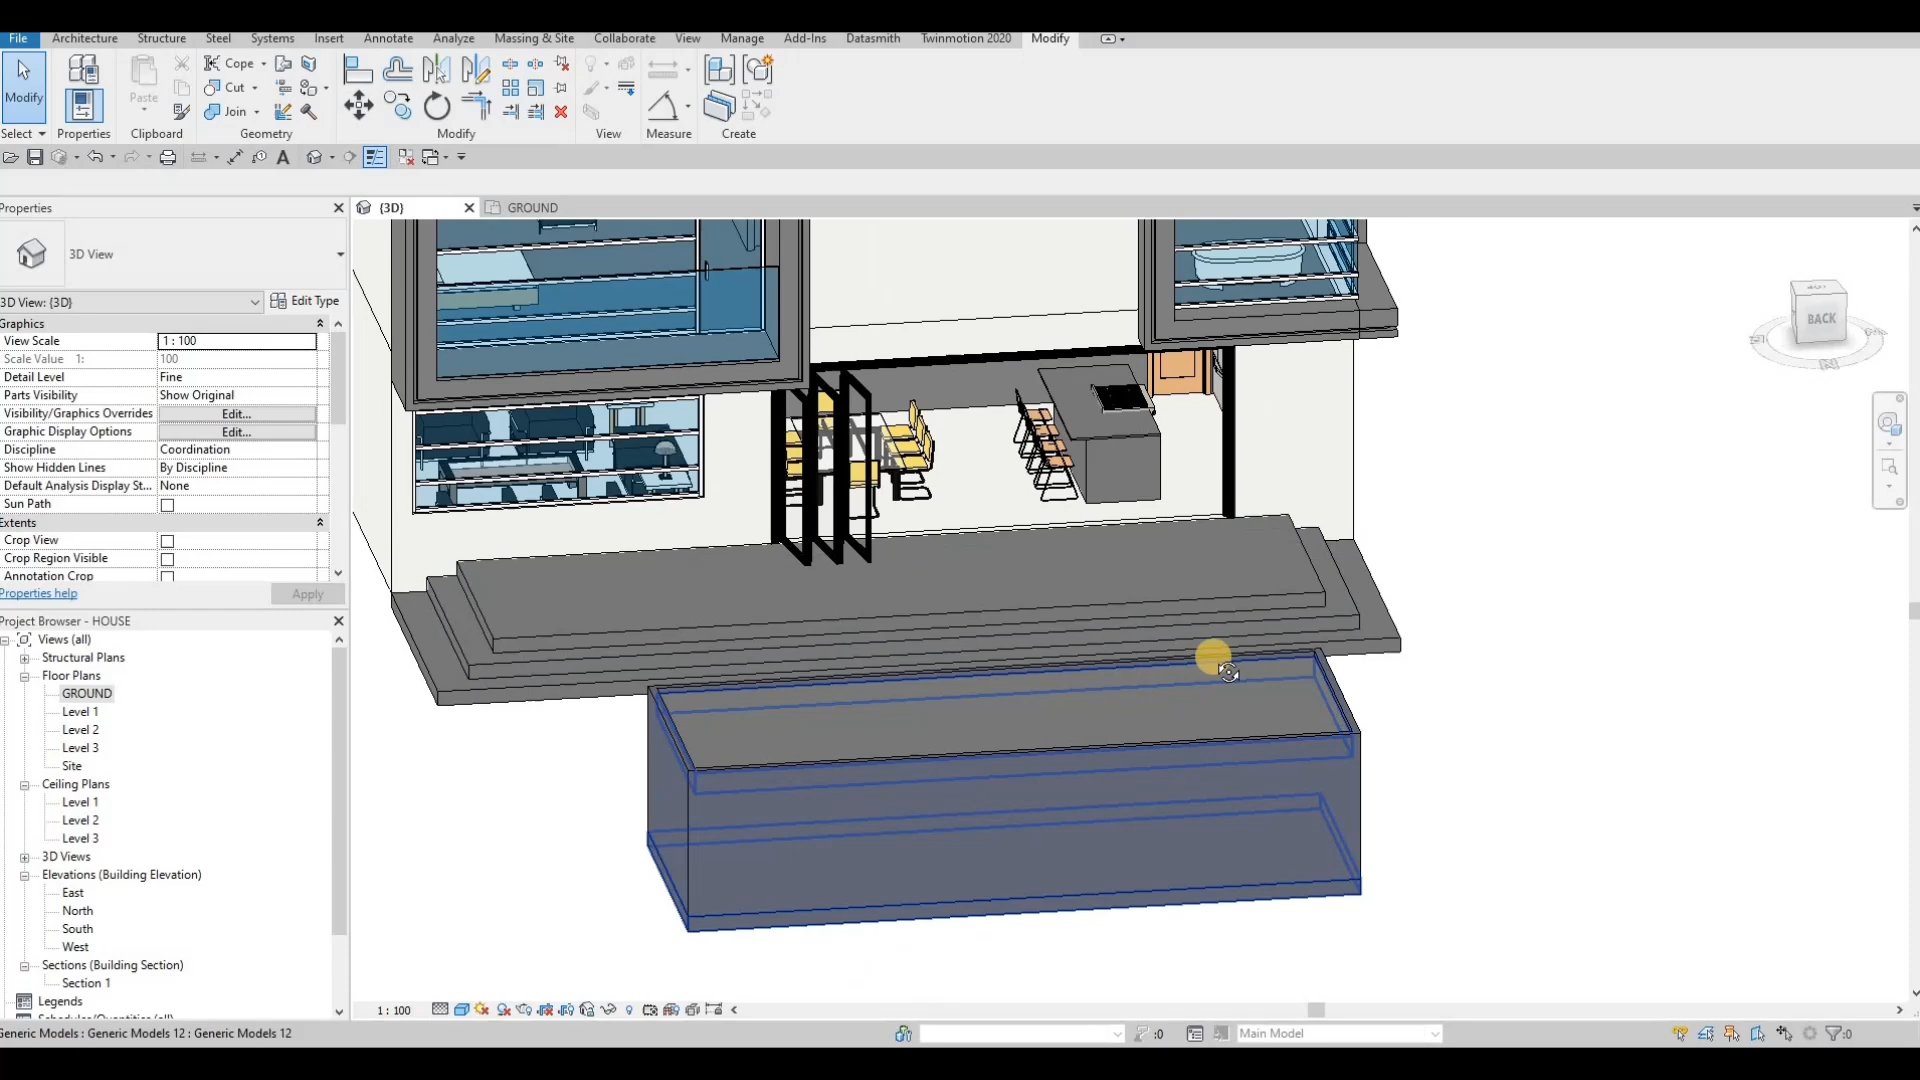 File Architecture Structure Steel Systems Insert Annotate Analyze Massing & Site Collaborate View Manage Add-Ins Datasmith Twinmotion 2020 Modify
Modify
Paste
Cope
Cut
Join
Select Properties Clipboard Geometry Modify View Measure Create
A
Properties
{3D}
GROUND
3D View
3D View: {3D}
Edit Type
Graphics
View Scale 1 : 100
Scale Value 1: 100
Detail Level Fine
Parts Visibility Show Original
Visibility/Graphics Overrides Edit...
Graphic Display Options Edit...
Discipline Coordination
Show Hidden Lines By Discipline
Default Analysis Display St... None
Sun Path
Extents
Crop View
Crop Region Visible
Annotation Crop
Properties help
Apply
Project Browser - HOUSE
Views (all)
Structural Plans
Floor Plans
GROUND
Level 1
Level 2
Level 3
Site
Ceiling Plans
Level 1
Level 2
Level 3
3D Views
Elevations (Building Elevation)
East
North
South
West
Sections (Building Section)
Section 1
Legends
BACK
1 : 100
Generic Models : Generic Models 12 : Generic Models 12
:0
Main Model
:0